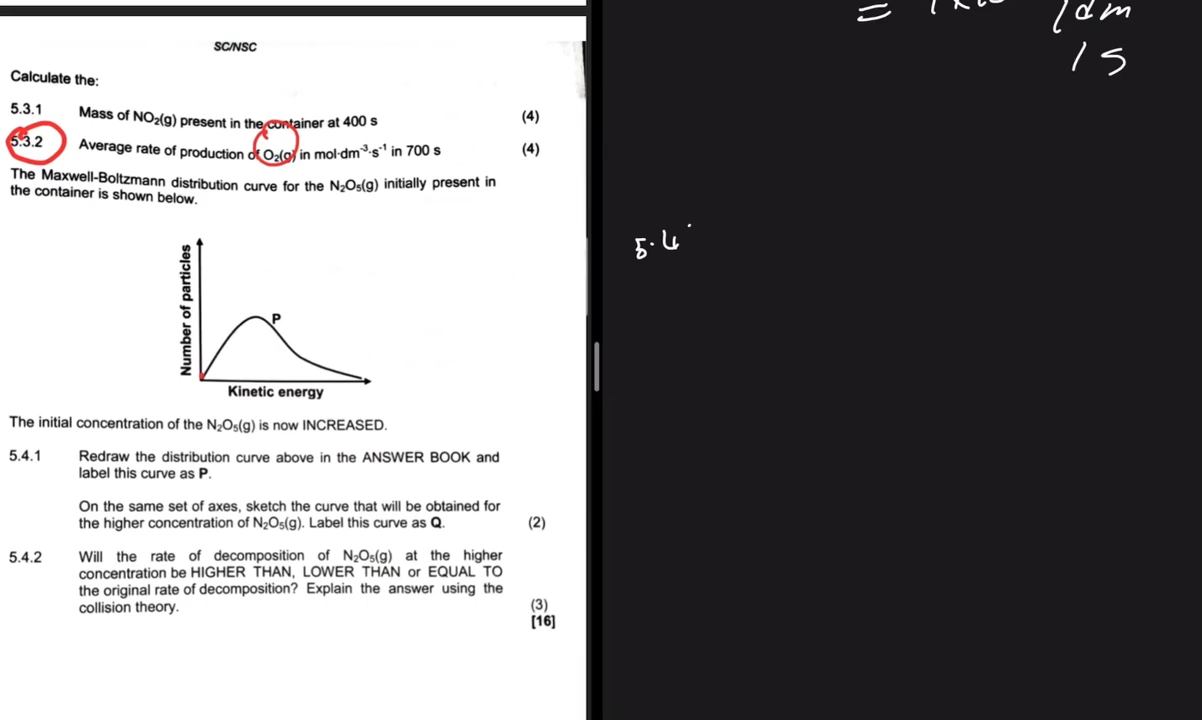 SC/NSC
Calculate the:
5.3.1 Mass of NO₂(g) present in the container at 400 s (4)
5.3.2 Average rate of production of O₂(g) in mol·dm⁻³·s⁻¹ in 700 s (4)
The Maxwell-Boltzmann distribution curve for the N₂O₅(g) initially present in
the container is shown below.
Number of particles
P
Kinetic energy
The initial concentration of the N₂O₅(g) is now INCREASED.
5.4.1 Redraw the distribution curve above in the ANSWER BOOK and
label this curve as P.
On the same set of axes, sketch the curve that will be obtained for
the higher concentration of N₂O₅(g). Label this curve as Q. (2)
5.4.2 Will the rate of decomposition of N₂O₅(g) at the higher
concentration be HIGHER THAN, LOWER THAN or EQUAL TO
the original rate of decomposition? Explain the answer using the
collision theory. (3)
[16]
/dm
/s
5.4